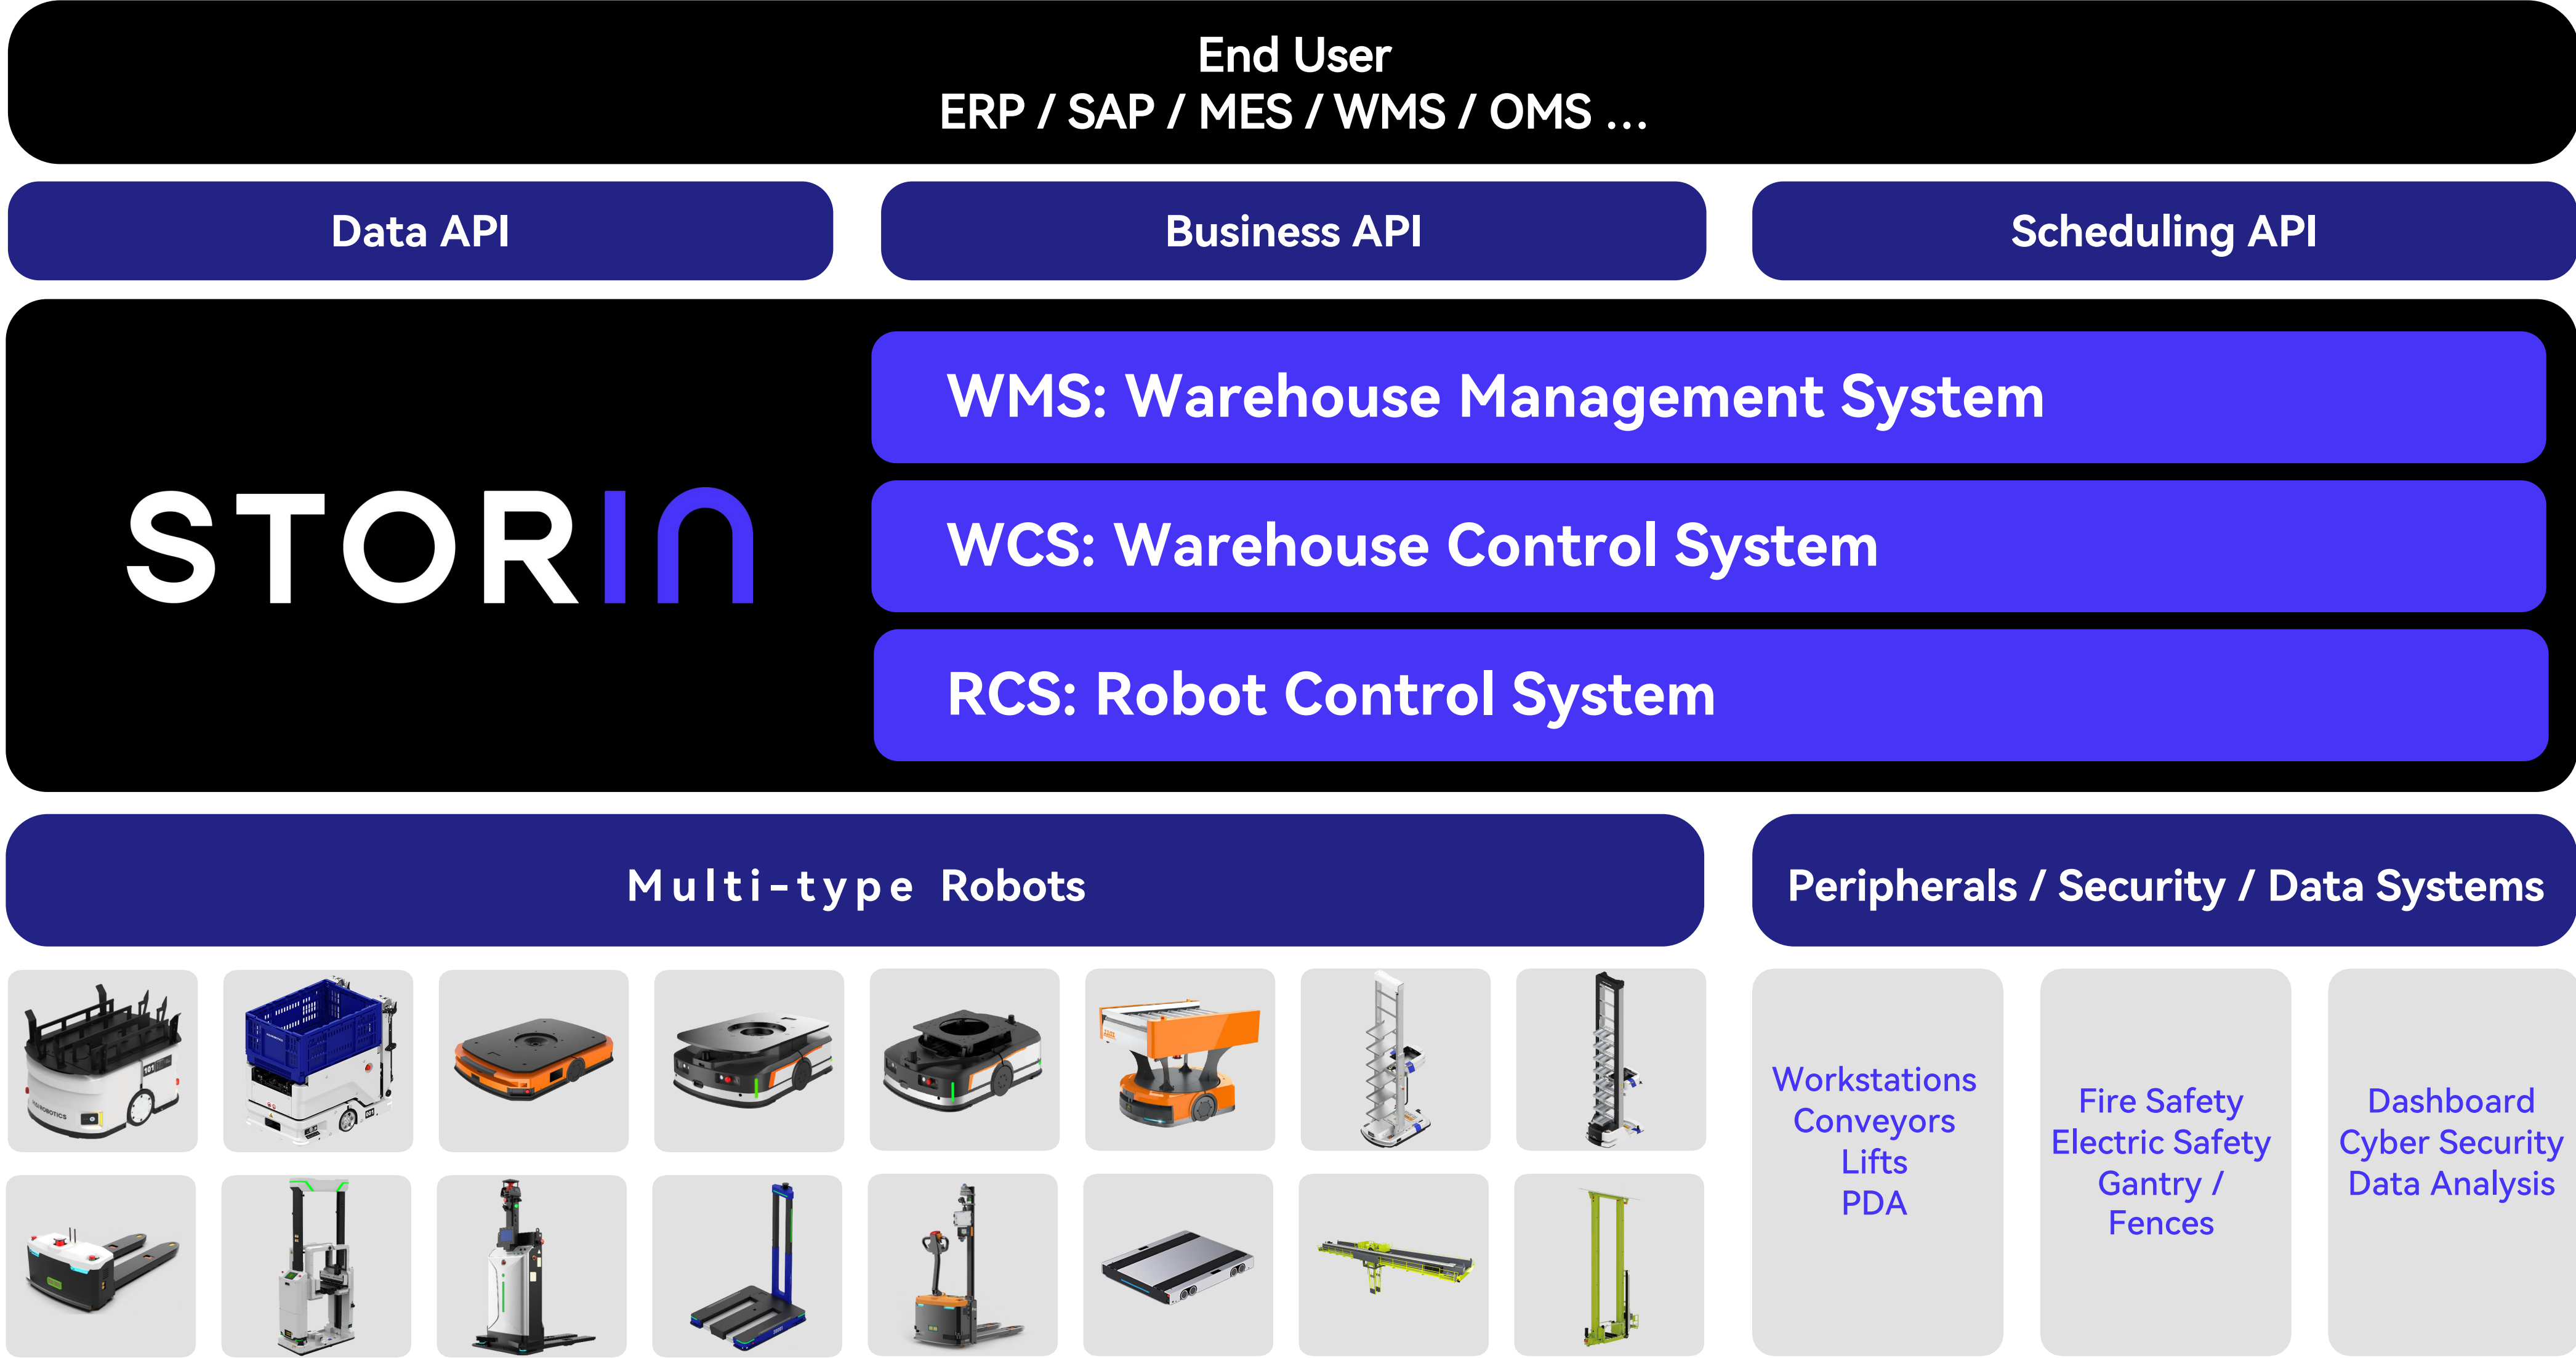 End User
ERP / SAP / MES / WMS / OMS ...
Data API
Business API
Scheduling API
STORIN
WMS: Warehouse Management System
WCS: Warehouse Control System
RCS: Robot Control System
Multi-type Robots
Peripherals / Security / Data Systems
101
001
Workstations
Conveyors
Lifts
PDA
Fire Safety
Electric Safety
Gantry /
Fences
Dashboard
Cyber Security
Data Analysis